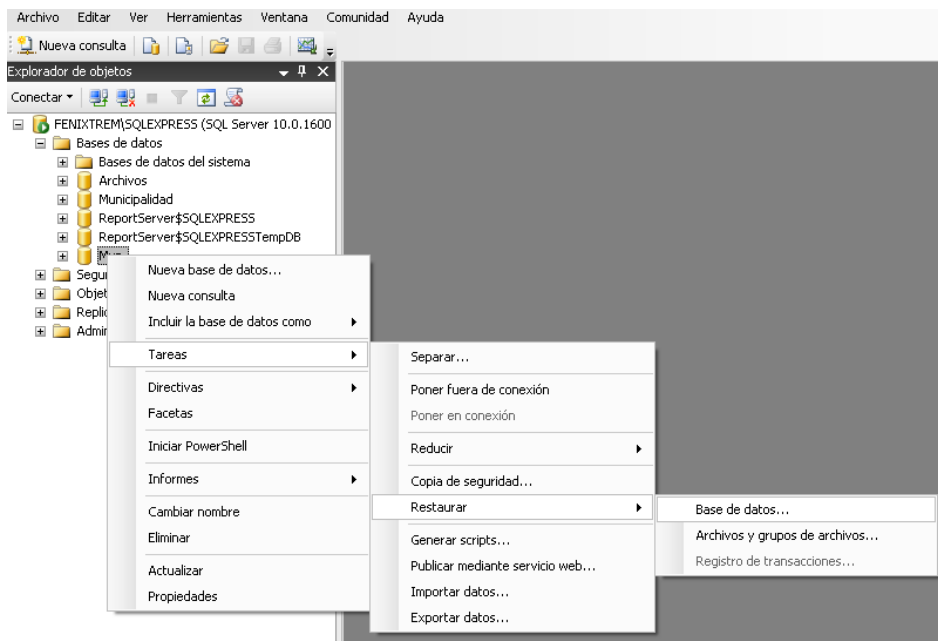 Archivo Editar Ver Herramientas Ventana Comunidad Ayuda
Nueva consulta
Explorador de objetos
Conectar
FENIXTREM\SQLEXPRESS (SQL Server 10.0.1600
Bases de datos
Bases de datos del sistema
Archivos
Municipalidad
ReportServer$SQLEXPRESS
ReportServer$SQLEXPRESSTempDB
Segu
Objet
Replic
Admin
Nueva base de datos...
Nueva consulta
Incluir la base de datos como
Tareas
Directivas
Facetas
Iniciar PowerShell
Informes
Cambiar nombre
Eliminar
Actualizar
Propiedades
Separar...
Poner fuera de conexión
Poner en conexión
Reducir
Copia de seguridad...
Restaurar
Generar scripts...
Publicar mediante servicio web...
Importar datos...
Exportar datos...
Base de datos...
Archivos y grupos de archivos...
Registro de transacciones...